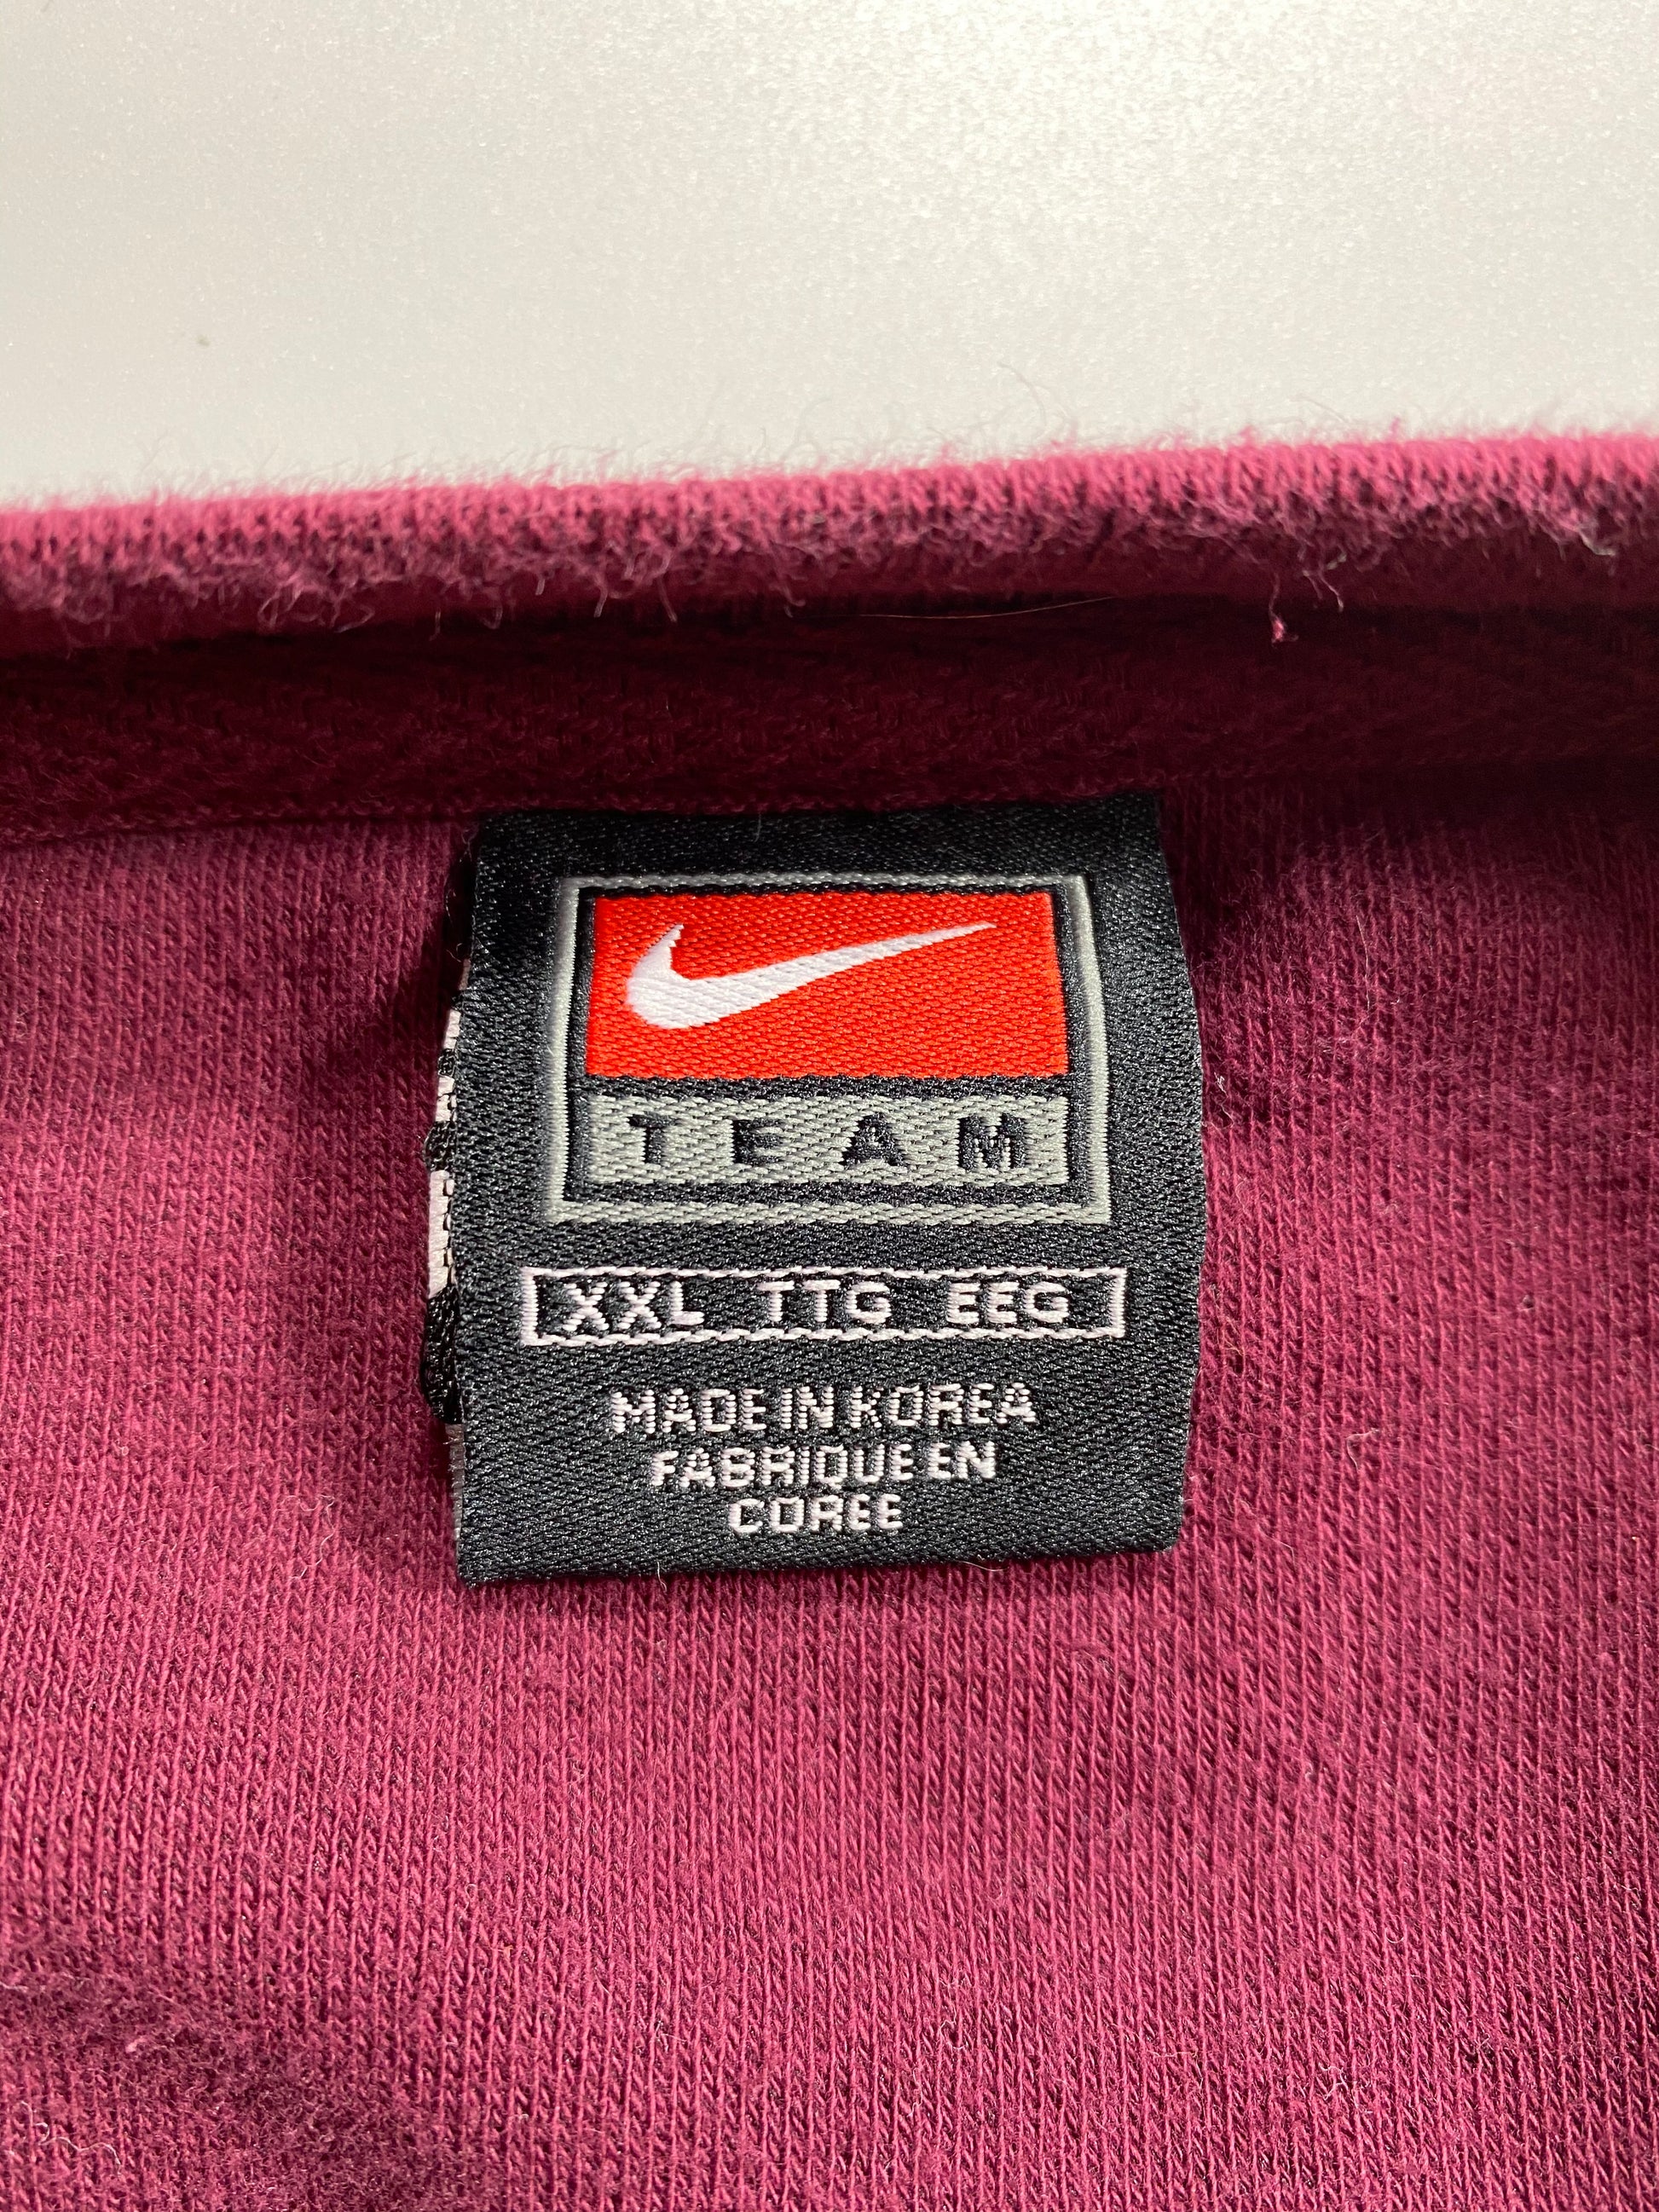 TEAM
XXL TTG EEG
MADE IN KOREA
FABRIQUE EN
COREE